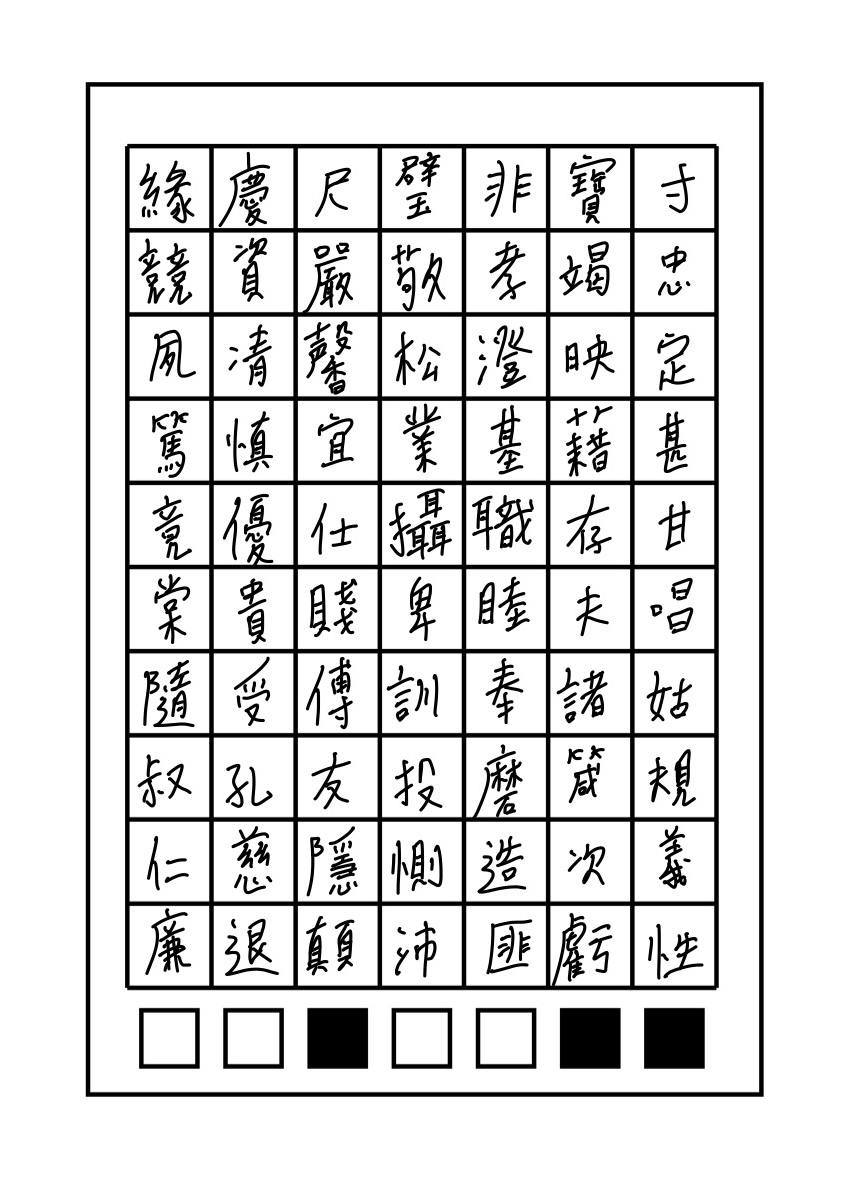 緣慶尺璧非寶寸
競資嚴敬孝竭忠
夙凊馨松澄映定
篤慎宜業基籍甚
竟優仕攝職存甘
棠貴賤卑睦夫唱
隨受傅訓奉諸姑
叔孔友投磨箴規
仁慈隱惻造次義
廉退顛沛匪虧性